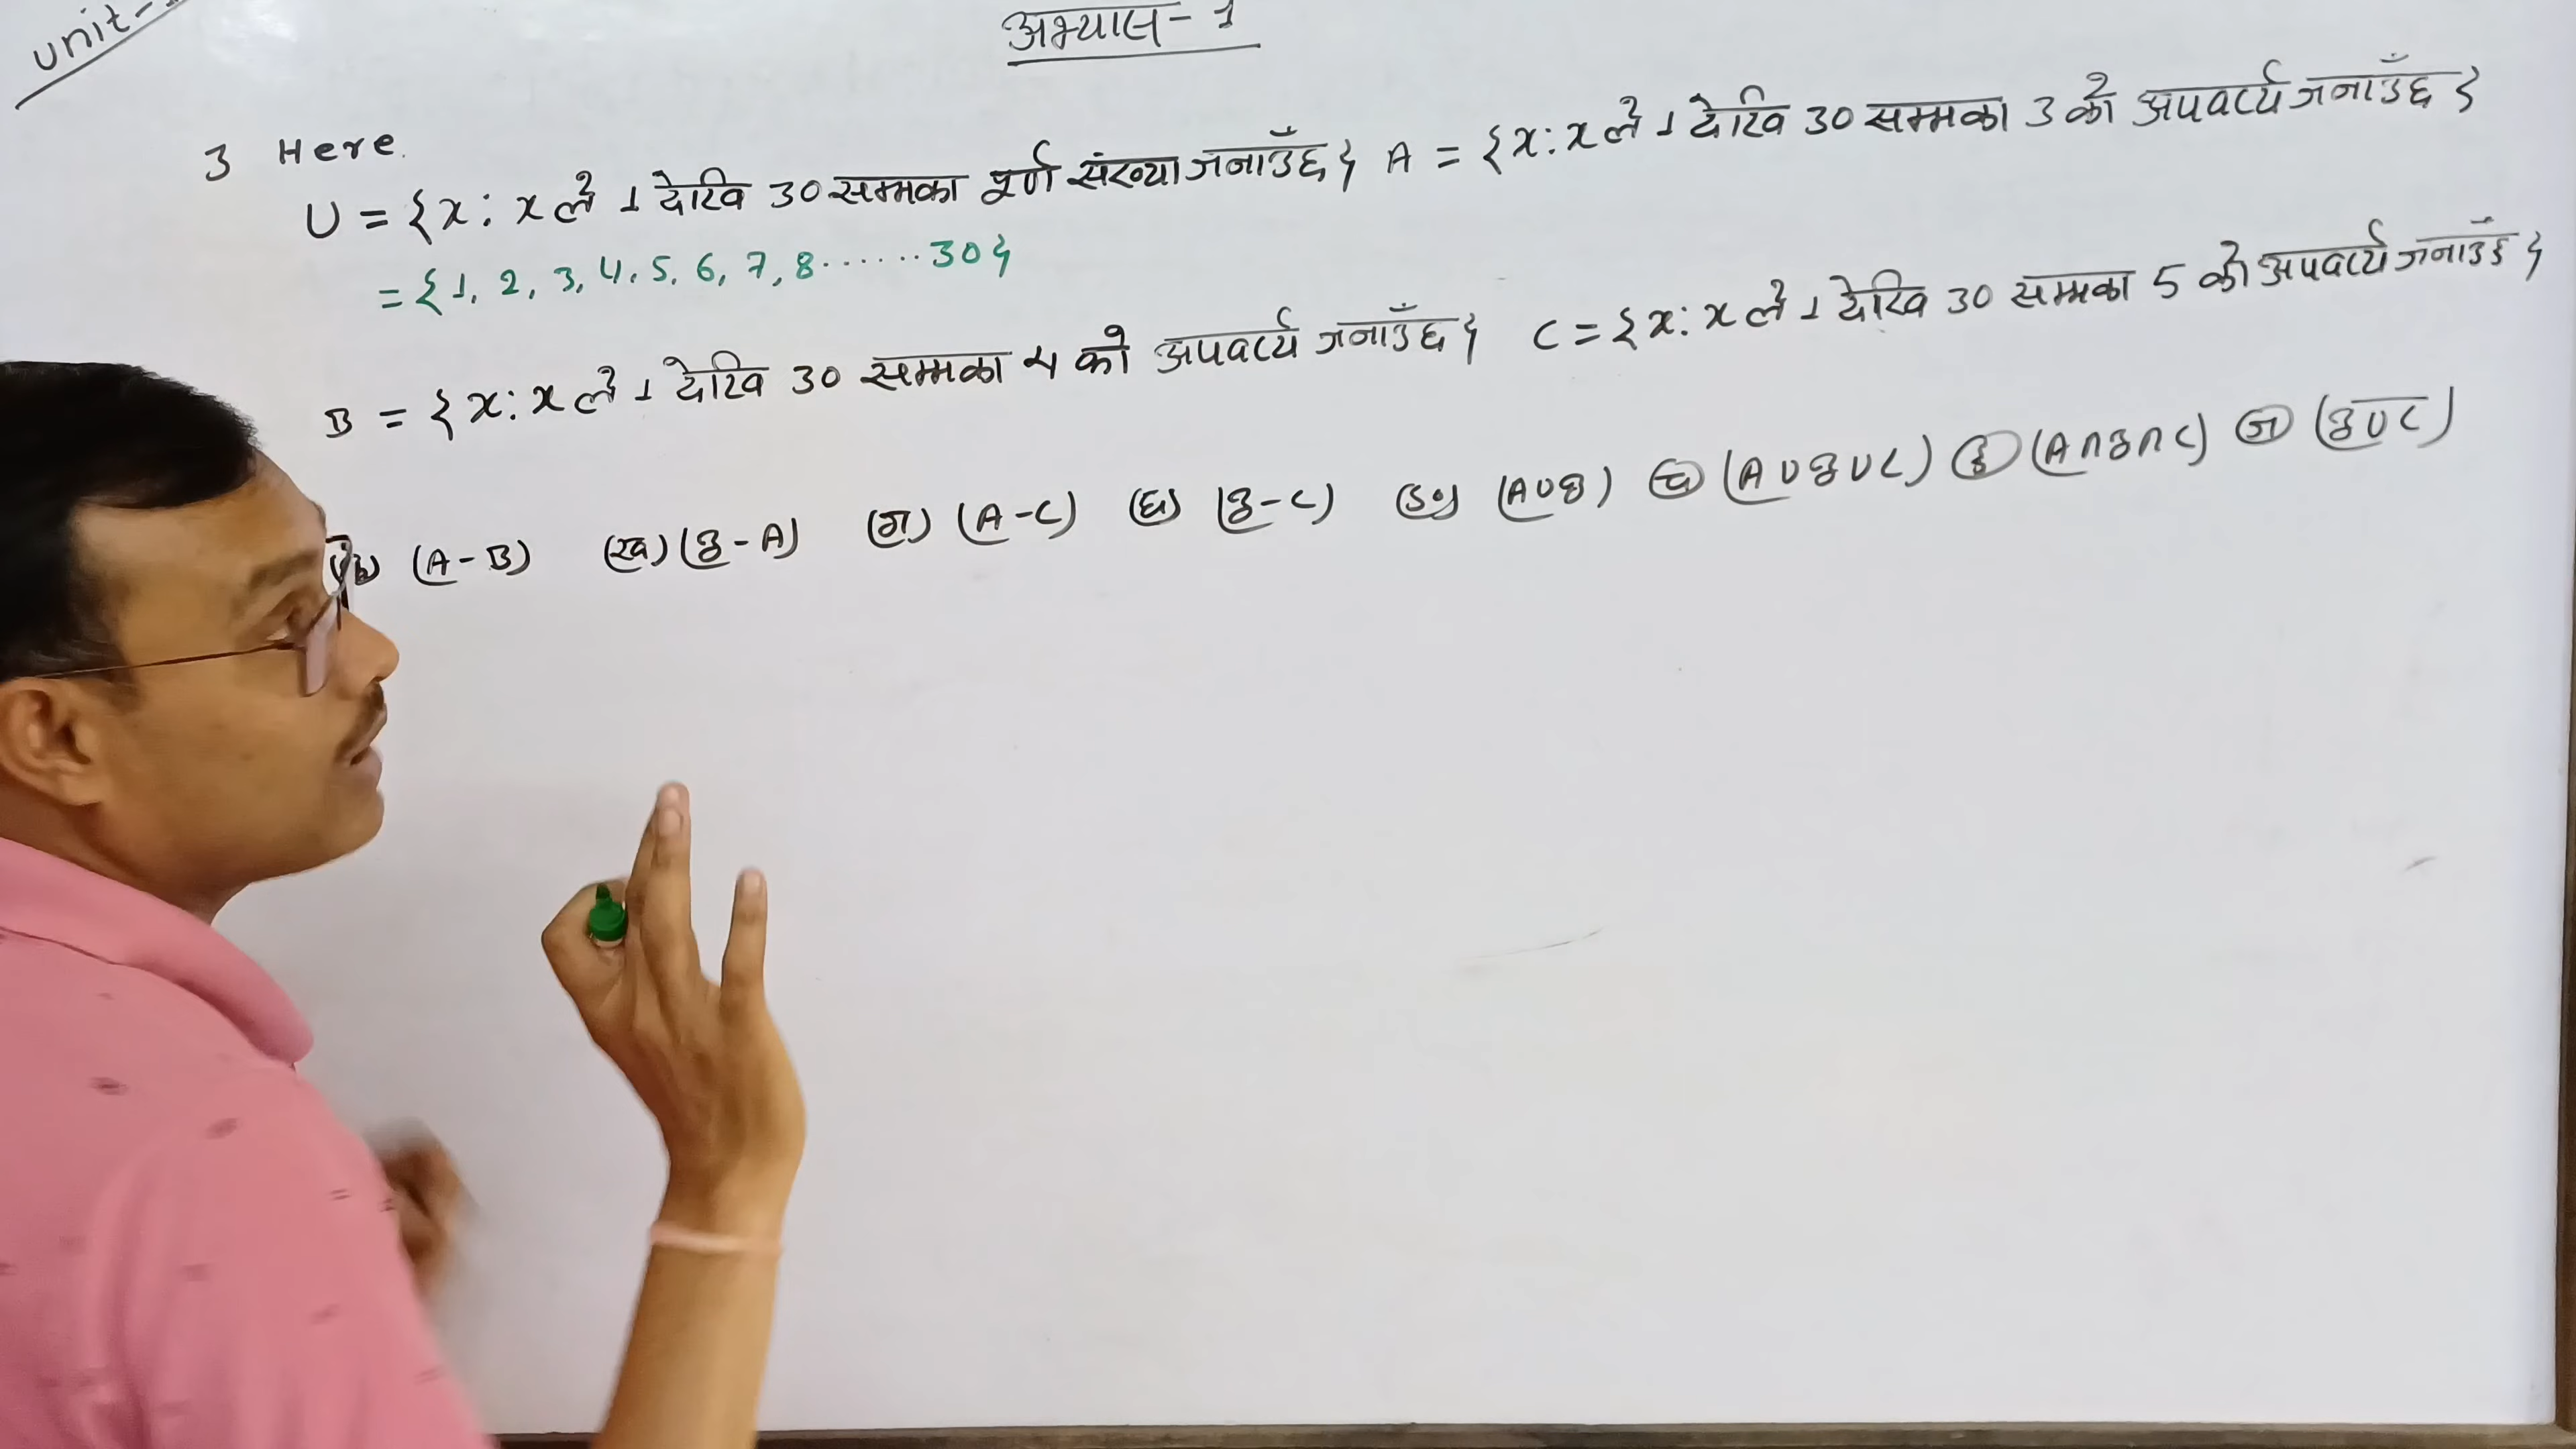 unit-
अभ्यास - 1
3 Here.
U = {x : x ले 1 देखि 30 सम्मका पूर्ण संख्या जनाउँछ} A = {x : x ले 1 देखि 30 सम्मका 3 को अपवर्त्य जनाउँछ}
= {1, 2, 3, 4, 5, 6, 7, 8 ...... 30}
B = {x : x ले 1 देखि 30 सम्मका 4 को अपवर्त्य जनाउँछ} C = {x : x ले 1 देखि 30 सम्मका 5 को अपवर्त्य जनाउँछ}
(A - B) (ख) (B - A) (ग) (A - C) (घ) (B - C) (ङ) (A ∪ B) (च) (A ∪ B ∪ C) (A ∩ B ∩ C) (ज) (B̅ ∪̅ C̅)